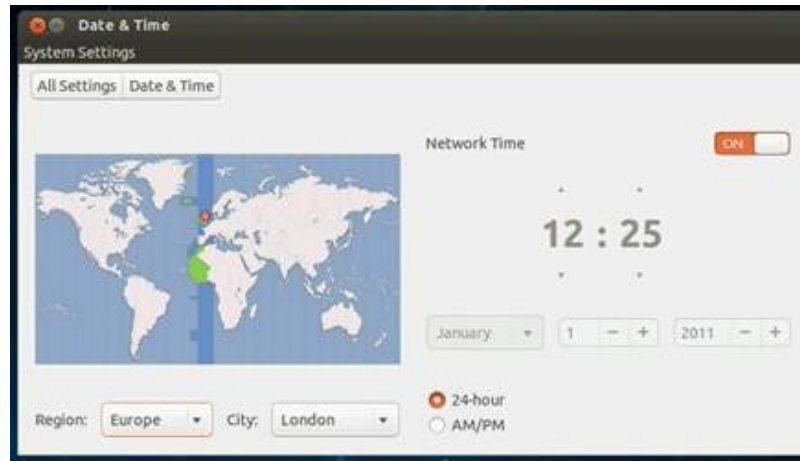 Date & Time
System Settings
All Settings Date & Time
Network Time ON
12 : 25
January 1 − + 2011 − +
24-hour
AM/PM
Region: Europe City: London